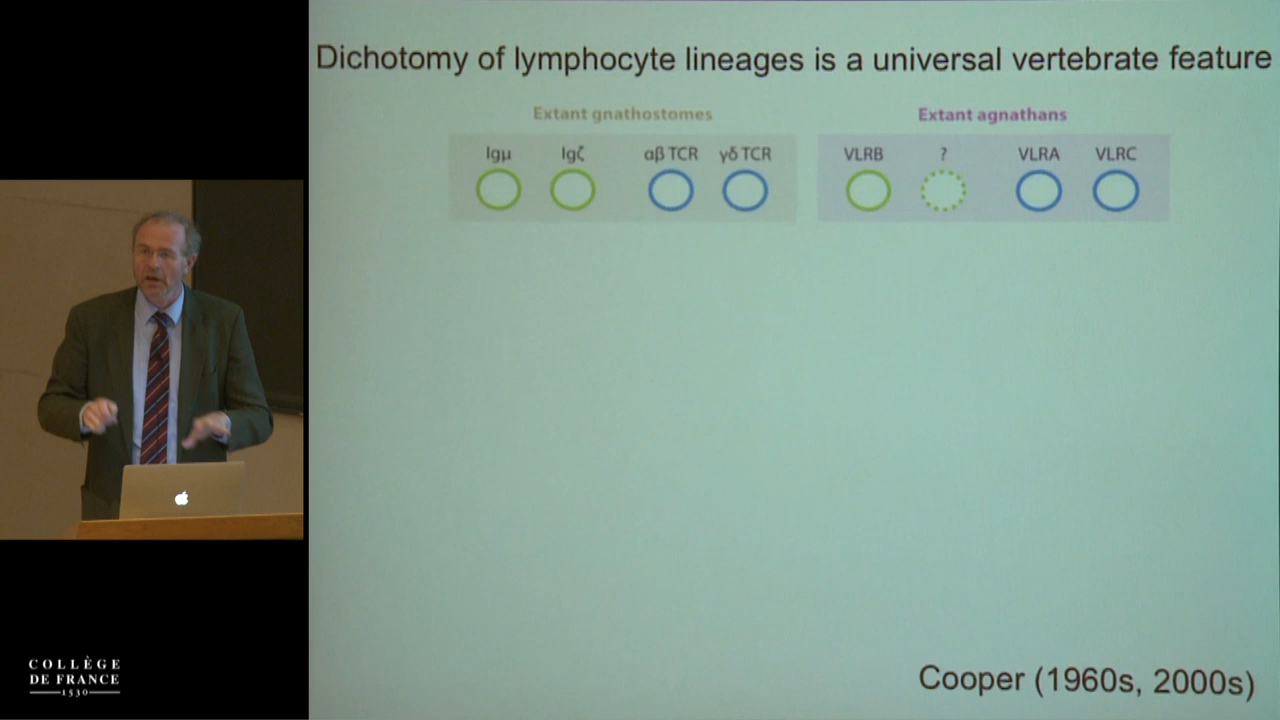 Dichotomy of lymphocyte lineages is a universal vertebrate feature
Extant gnathostomes
Extant agnathans
Igμ Igζ αβ TCR γδ TCR
VLRB ? VLRA VLRC
Cooper (1960s, 2000s)
COLLÈGE
DE FRANCE
1530